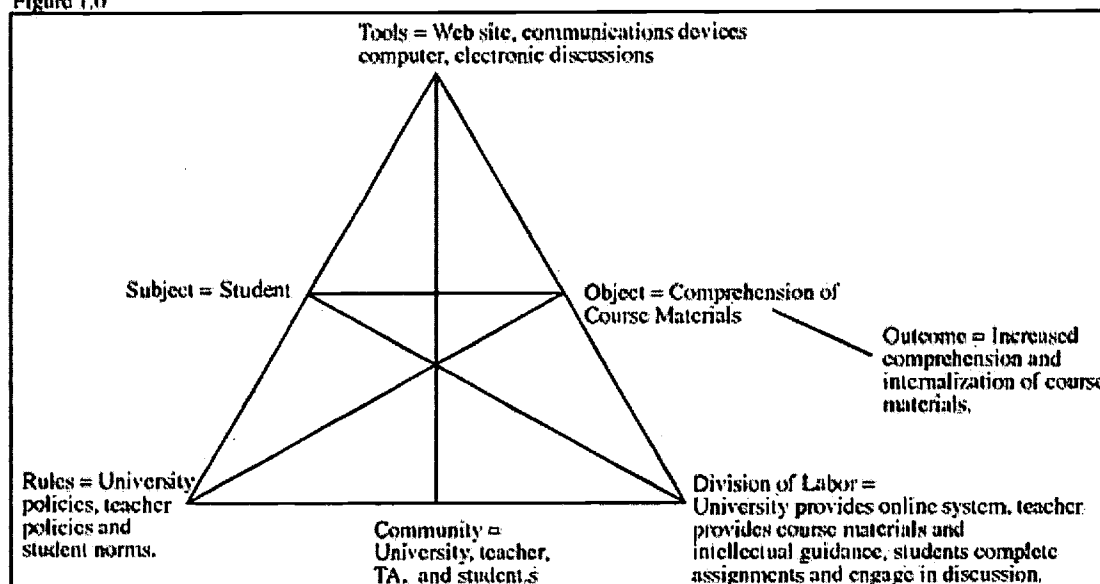 Figure 1.0
Tools = Web site, communications devices
computer, electronic discussions
Subject = Student
Object = Comprehension of
Course Materials
Outcome = Increased
comprehension and
internalization of course
materials.
Rules = University
policies, teacher
policies and
student norms.
Community =
University, teacher,
TA, and student,s
Division of Labor =
University provides online system, teacher
provides course materials and
intellectual guidance, students complete
assignments and engage in discussion,